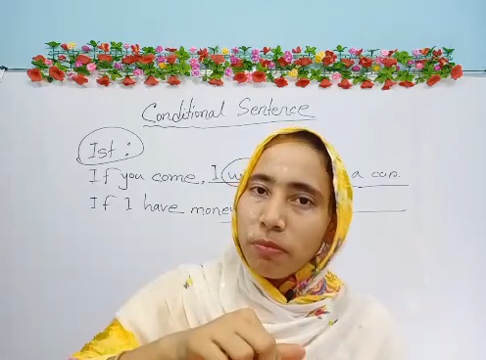 Conditional Sentence
Ist :
If you come, I a car.
If I have money